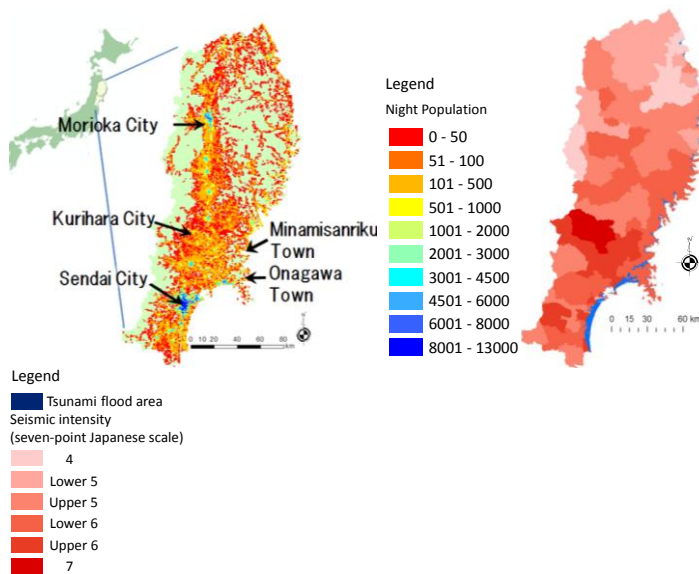 Morioka City
Kurihara City
Minamisanriku
Town
Sendai City
Onagawa
Town
0 10 20 40 60 80
km
Legend
Night Population
0 - 50
51 - 100
101 - 500
501 - 1000
1001 - 2000
2001 - 3000
3001 - 4500
4501 - 6000
6001 - 8000
8001 - 13000
0 15 30 60 km
Legend
Tsunami flood area
Seismic intensity
(seven-point Japanese scale)
4
Lower 5
Upper 5
Lower 6
Upper 6
7